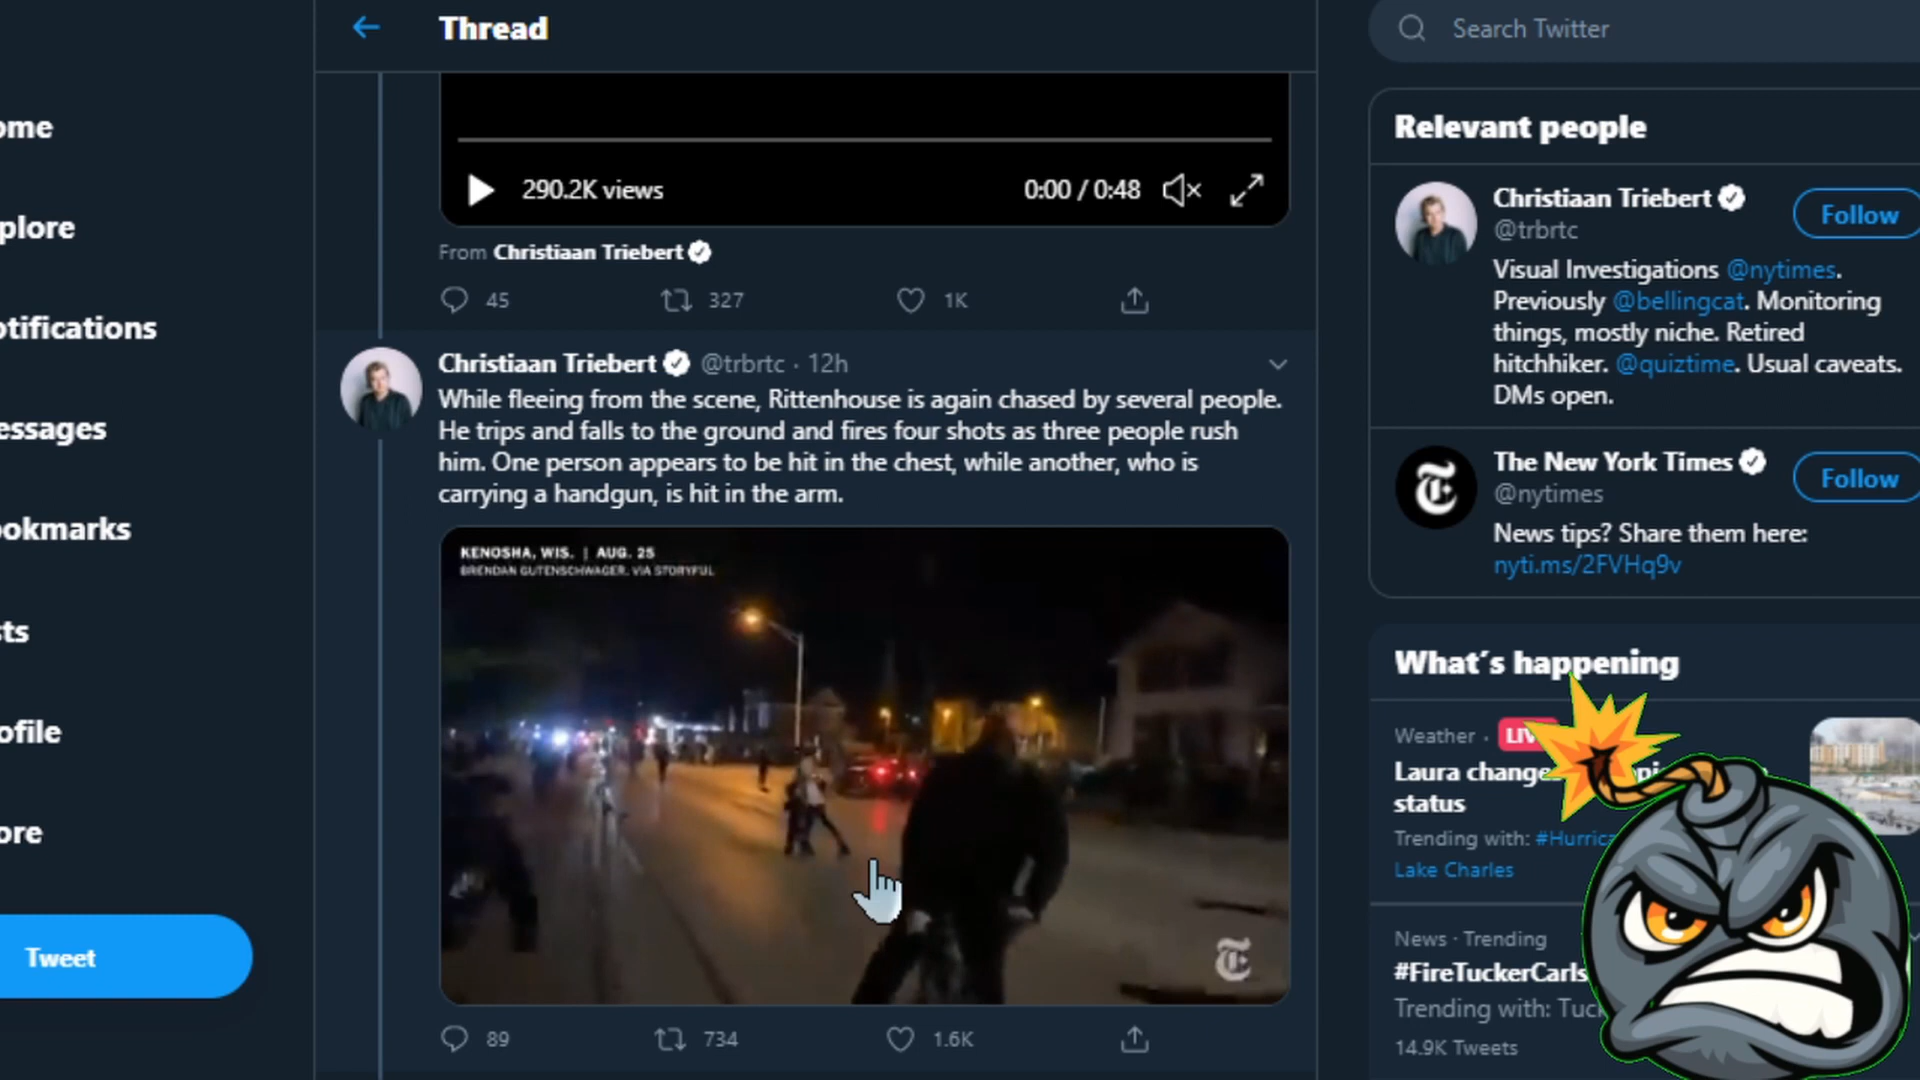 Thread
Search Twitter
ome
plore
otifications
essages
ookmarks
sts
ofile
ore
Tweet
290.2K views
0:00 / 0:48
From Christiaan Triebert
45
327
1K
Christiaan Triebert @trbrtc · 12h
While fleeing from the scene, Rittenhouse is again chased by several people.
He trips and falls to the ground and fires four shots as three people rush
him. One person appears to be hit in the chest, while another, who is
carrying a handgun, is hit in the arm.
KENOSHA, WIS. | AUG. 25
BRENDAN GUTENSCHWAGER, VIA STORYFUL
89
734
1.6K
Relevant people
Christiaan Triebert
@trbrtc
Follow
Visual Investigations @nytimes.
Previously @bellingcat. Monitoring
things, mostly niche. Retired
hitchhiker. @quiztime. Usual caveats.
DMs open.
The New York Times
@nytimes
Follow
News tips? Share them here:
nyti.ms/2FVHq9v
What's happening
Weather ·
Laura change
status
Trending with: #Hurrica
Lake Charles
News · Trending
#FireTuckerCarls
Trending with: Tuck
14.9K Tweets